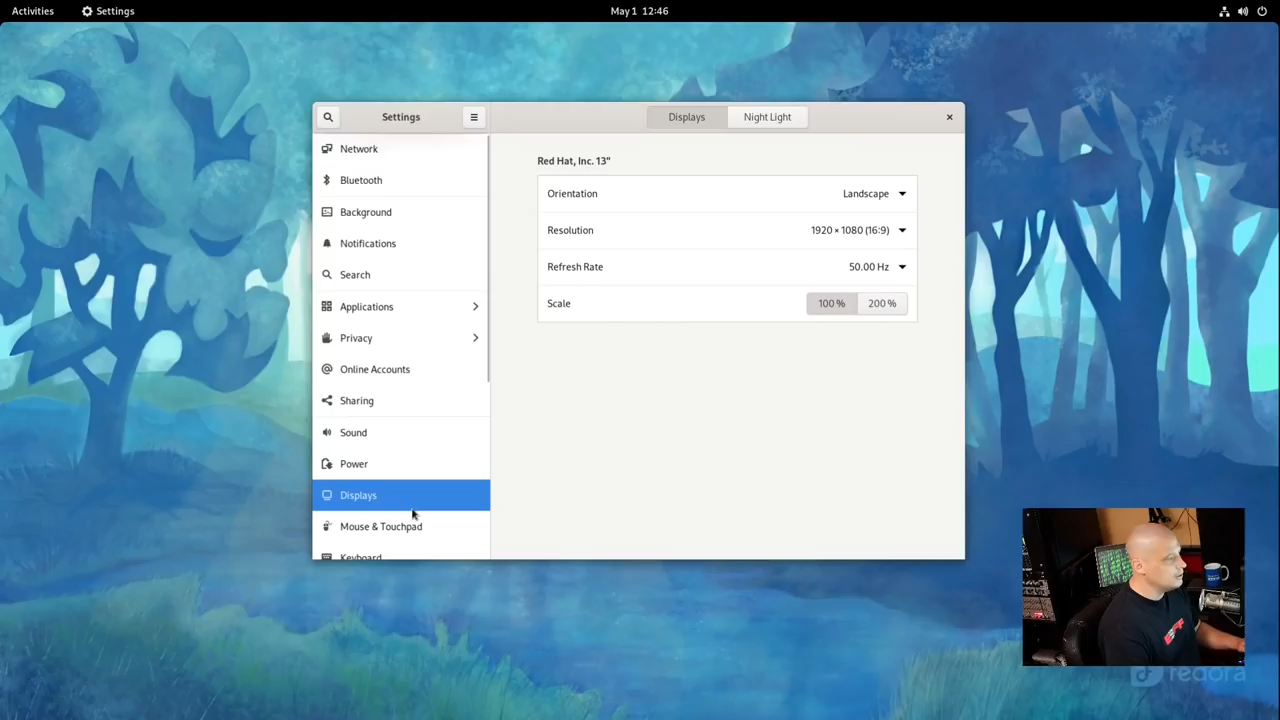 Activities
Settings
May 1 12:46
Settings
Displays
Night Light
Network
Bluetooth
Background
Notifications
Search
Applications
Privacy
Online Accounts
Sharing
Sound
Power
Displays
Mouse & Touchpad
Keyboard
Red Hat, Inc. 13"
Orientation
Landscape
Resolution
1920 × 1080 (16:9)
Refresh Rate
50.00 Hz
Scale
100 %
200 %
fedora